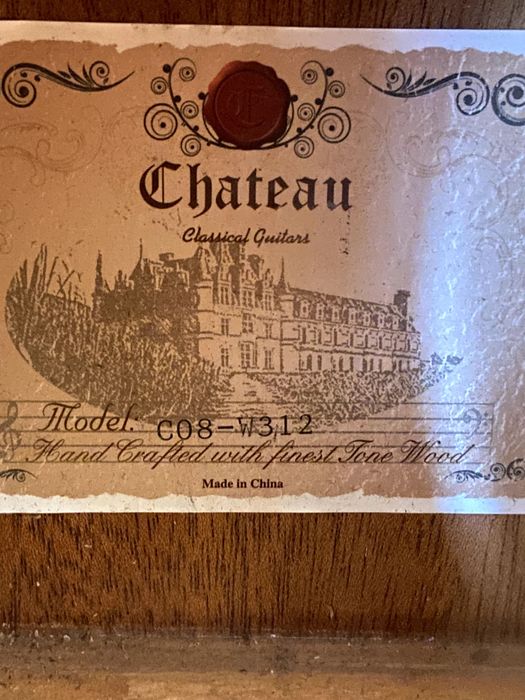 C
Chateau
Classical Guitars
Model. C08-W312
Hand Crafted with finest Tone Wood
Made in China